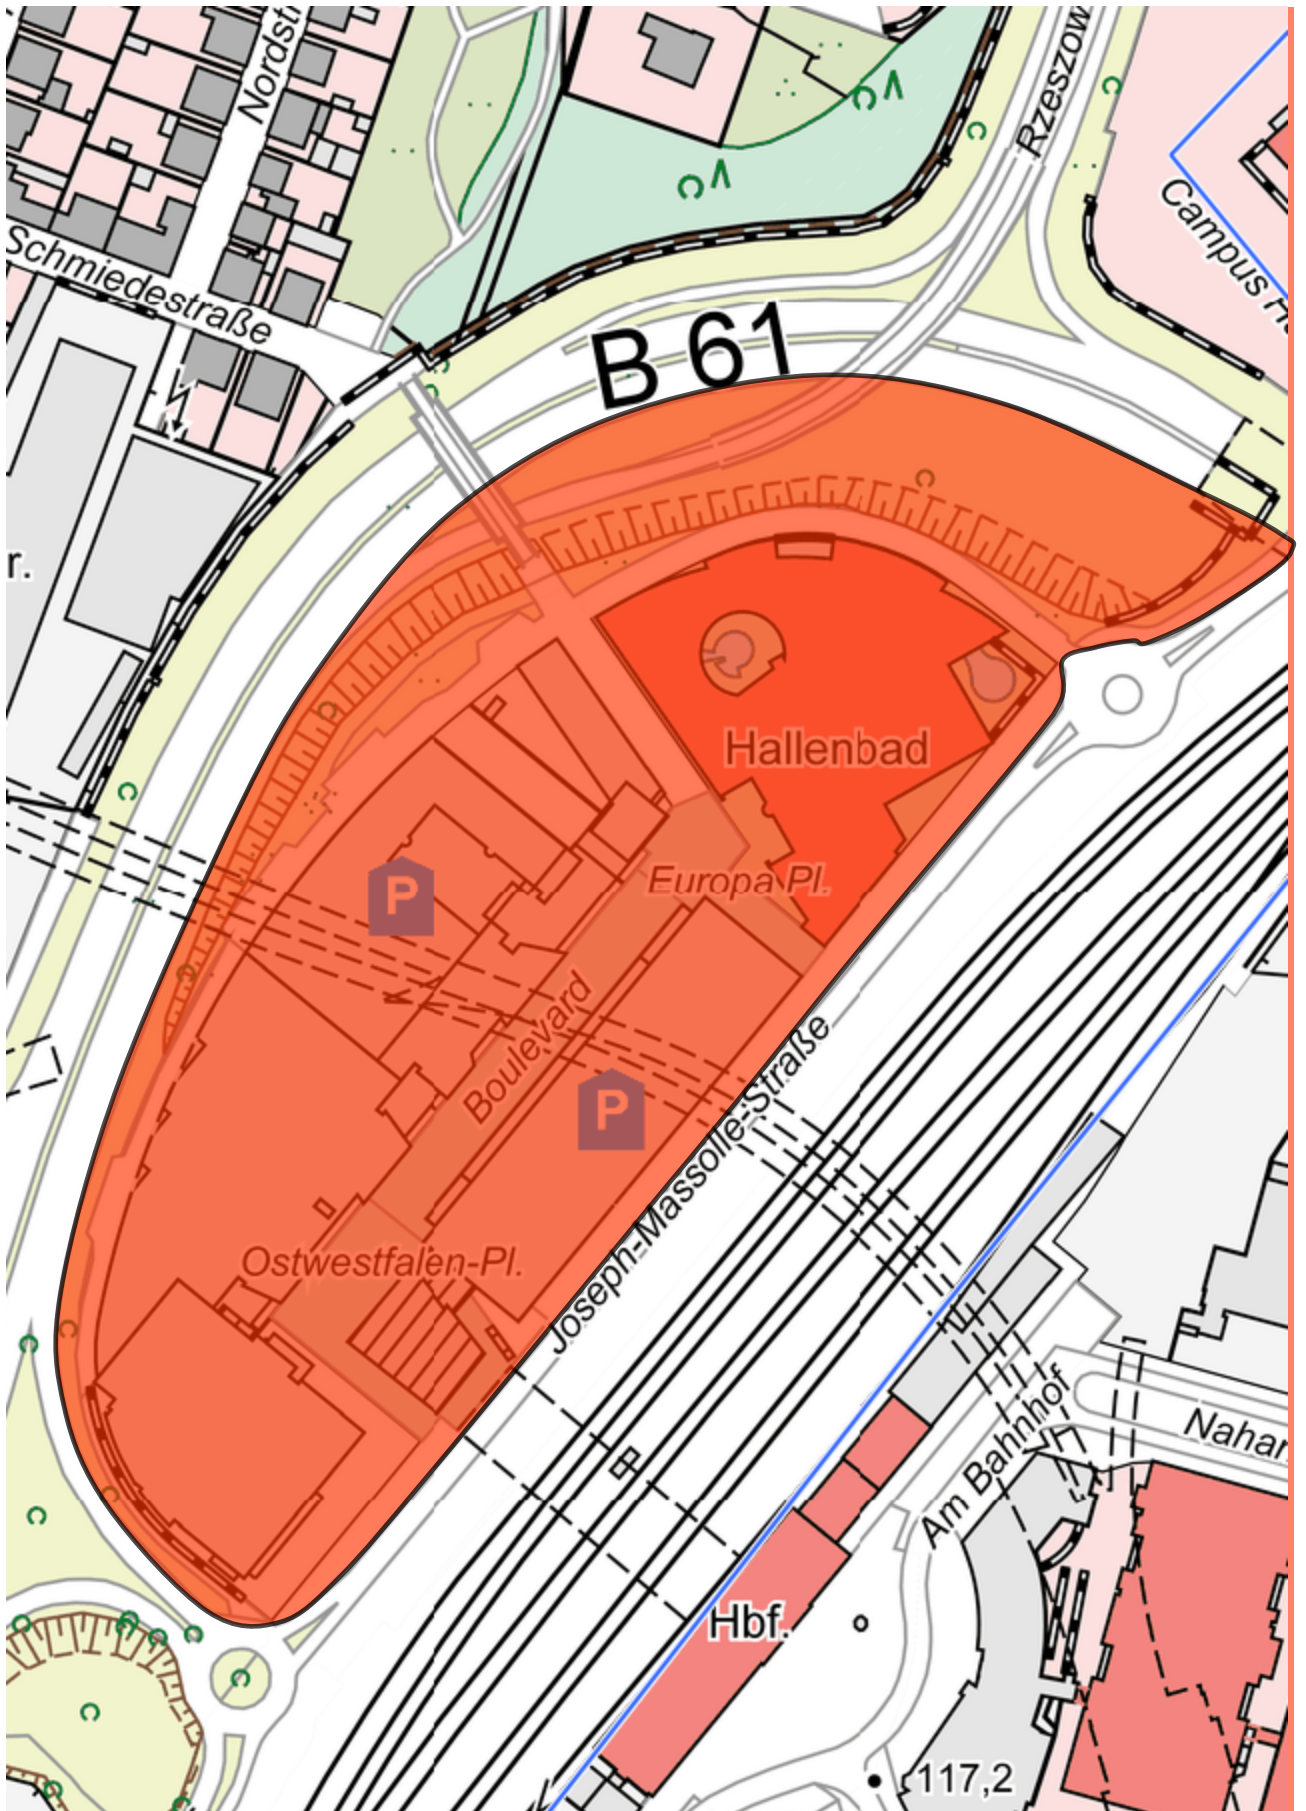 Nordstr
Rzeszow
Schmiedestraße
Campus H
B 61
r.
Hallenbad
P
Europa Pl.
Boulevard
P
Joseph-Massolle-Straße
Ostwestfalen-Pl.
Am Bahnhof
Nahar
Hbf.
117,2